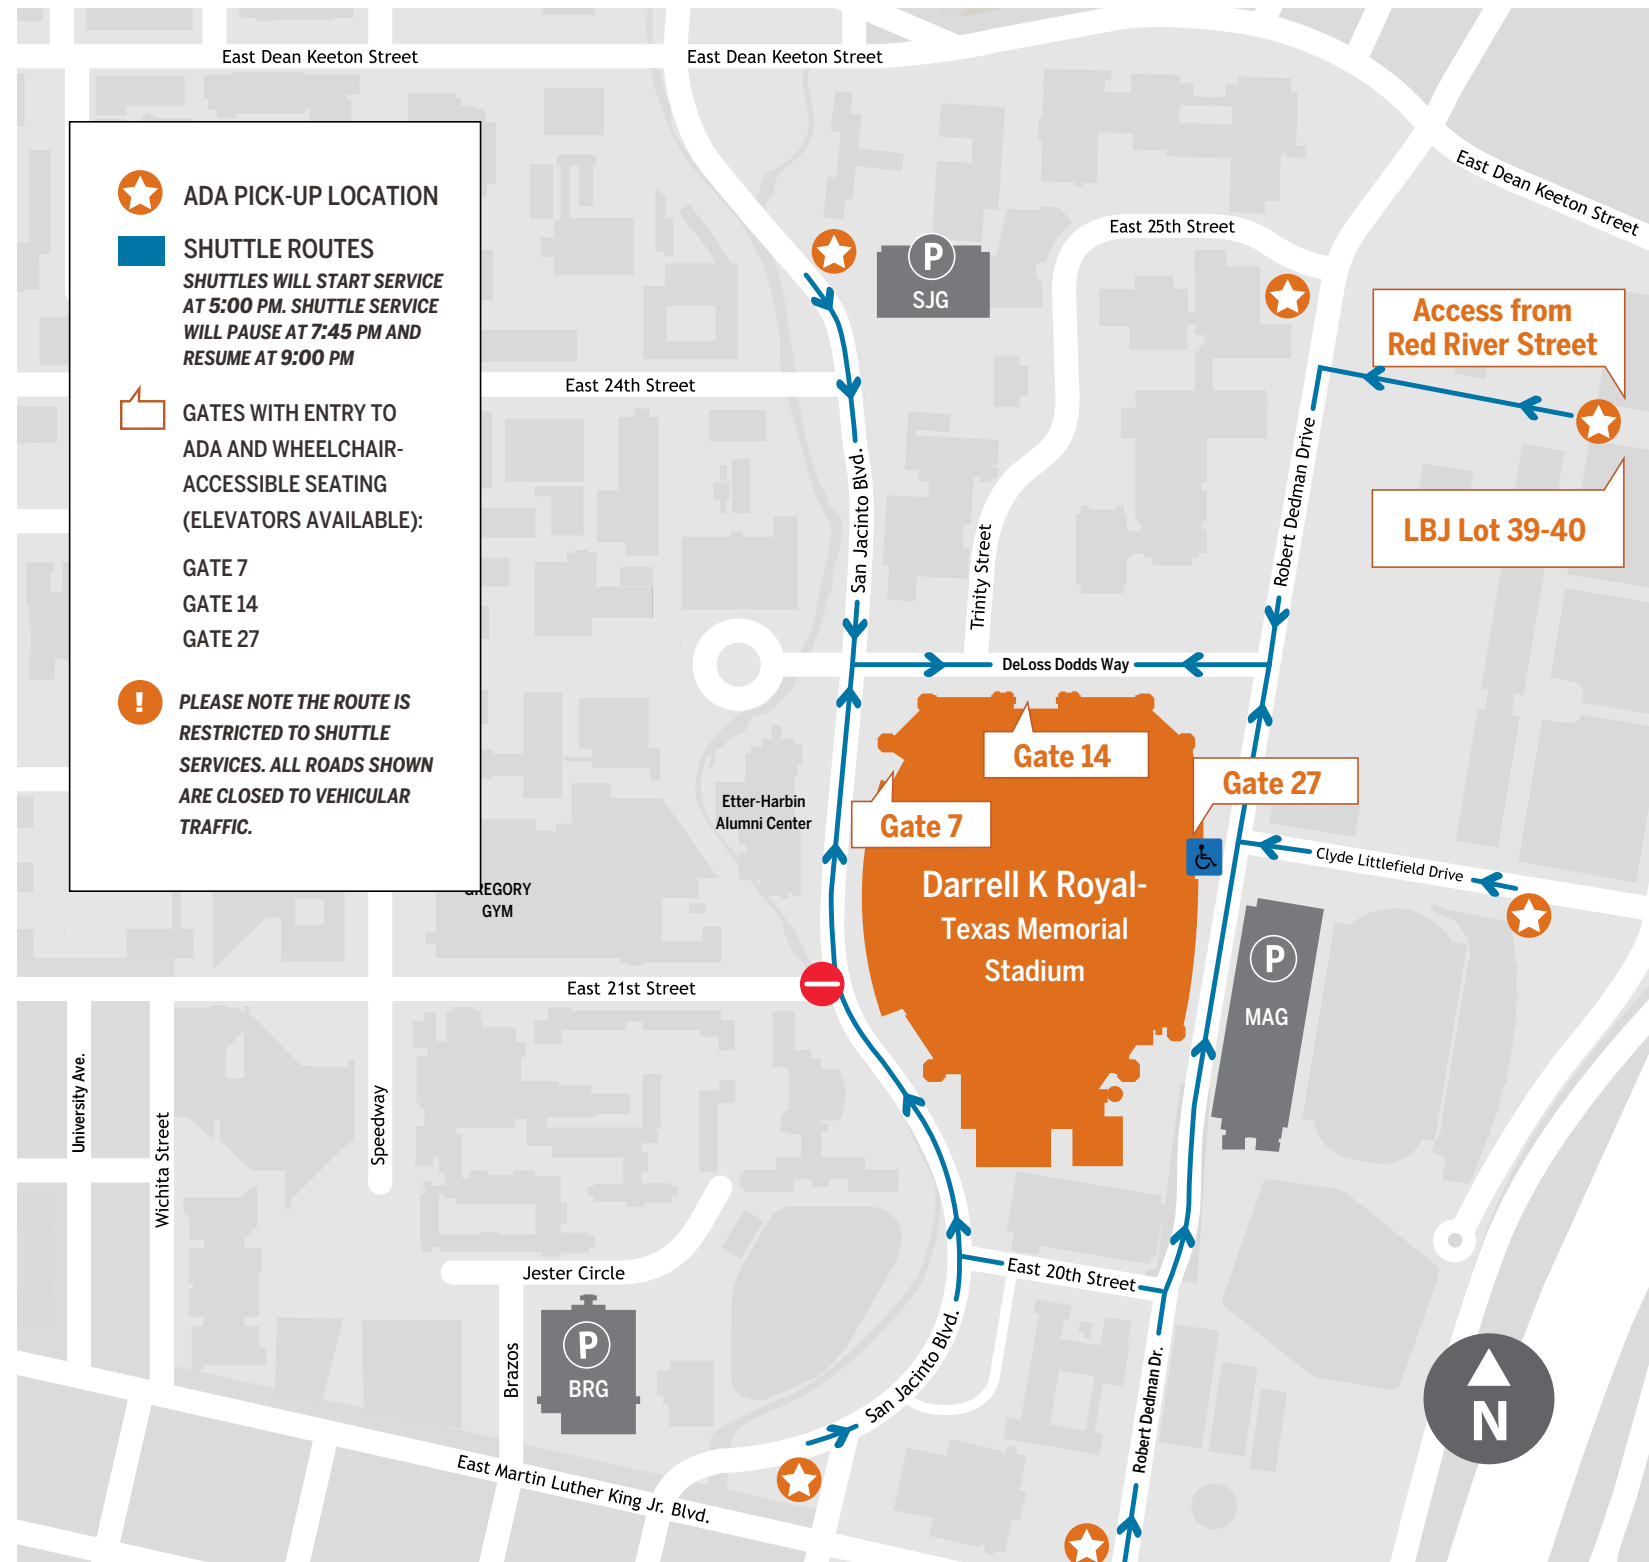 East Dean Keeton Street
East Dean Keeton Street
East Dean Keeton Street
ADA PICK-UP LOCATION
SHUTTLE ROUTES
SHUTTLES WILL START SERVICE
AT 5:00 PM. SHUTTLE SERVICE
WILL PAUSE AT 7:45 PM AND
RESUME AT 9:00 PM
GATES WITH ENTRY TO
ADA AND WHEELCHAIR-
ACCESSIBLE SEATING
(ELEVATORS AVAILABLE):
GATE 7
GATE 14
GATE 27
!
PLEASE NOTE THE ROUTE IS
RESTRICTED TO SHUTTLE
SERVICES. ALL ROADS SHOWN
ARE CLOSED TO VEHICULAR
TRAFFIC.
East 25th Street
P
SJG
Access from
Red River Street
East 24th Street
LBJ Lot 39-40
San Jacinto Blvd.
Trinity Street
Robert Dedman Drive
DeLoss Dodds Way
Gate 14
Gate 27
Gate 7
Etter-Harbin
Alumni Center
Clyde Littlefield Drive
Darrell K Royal-
Texas Memorial
Stadium
GREGORY
GYM
P
MAG
East 21st Street
University Ave.
Wichita Street
Speedway
Jester Circle
East 20th Street
Brazos
P
BRG
San Jacinto Blvd.
Robert Dedman Dr.
East Martin Luther King Jr. Blvd.
N